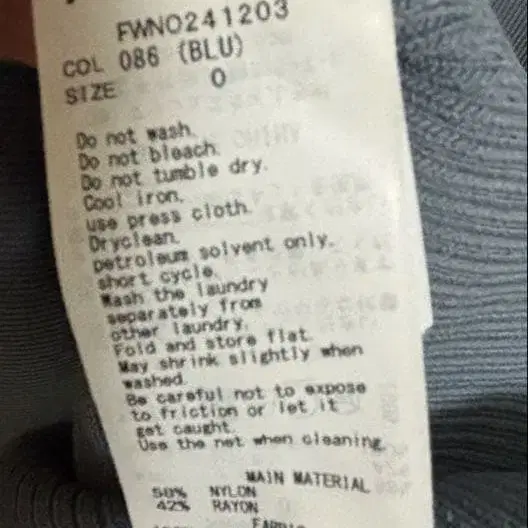 FWNO241203
COL 086 (BLU)
SIZE 0
Do not wash.
Do not bleach.
Do not tumble dry.
Cool iron.
use press cloth.
Dryclean.
petroleum solvent only.
short cycle.
Wash the laundry
separately from
other laundry.
Fold and store flat.
May shrink slightly when
washed.
Be careful not to expose
to friction or let it
get caught.
Use the net when cleaning.
MAIN MATERIAL
58% NYLON
42% RAYON